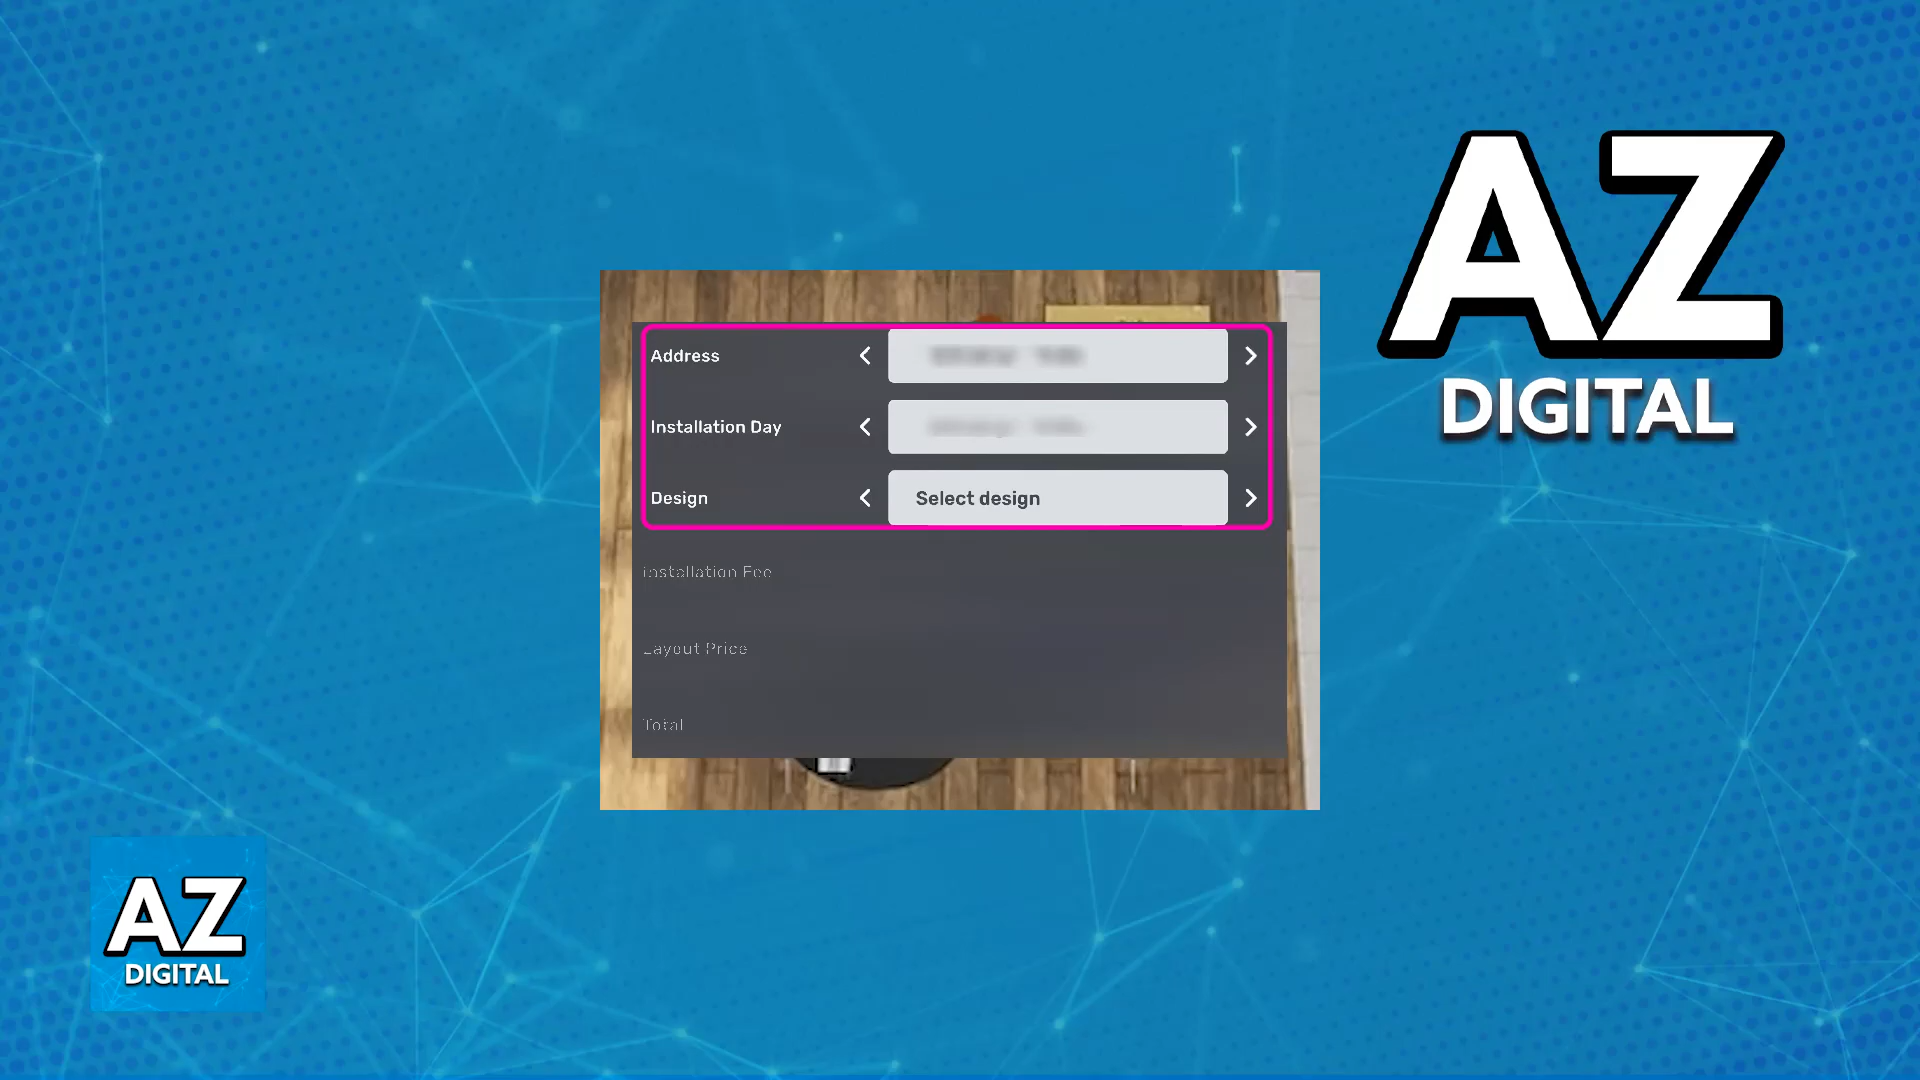 AZ
DIGITAL
Address
Installation Day
Design
Select design
Installation Fee
Layout Price
Total
AZ
DIGITAL